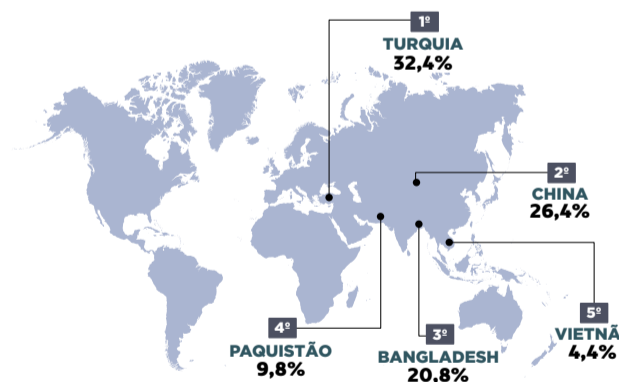 1º
TURQUIA
32,4%
2º
CHINA
26,4%
3º
BANGLADESH
20,8%
4º
PAQUISTÃO
9,8%
5º
VIETNÃ
4,4%